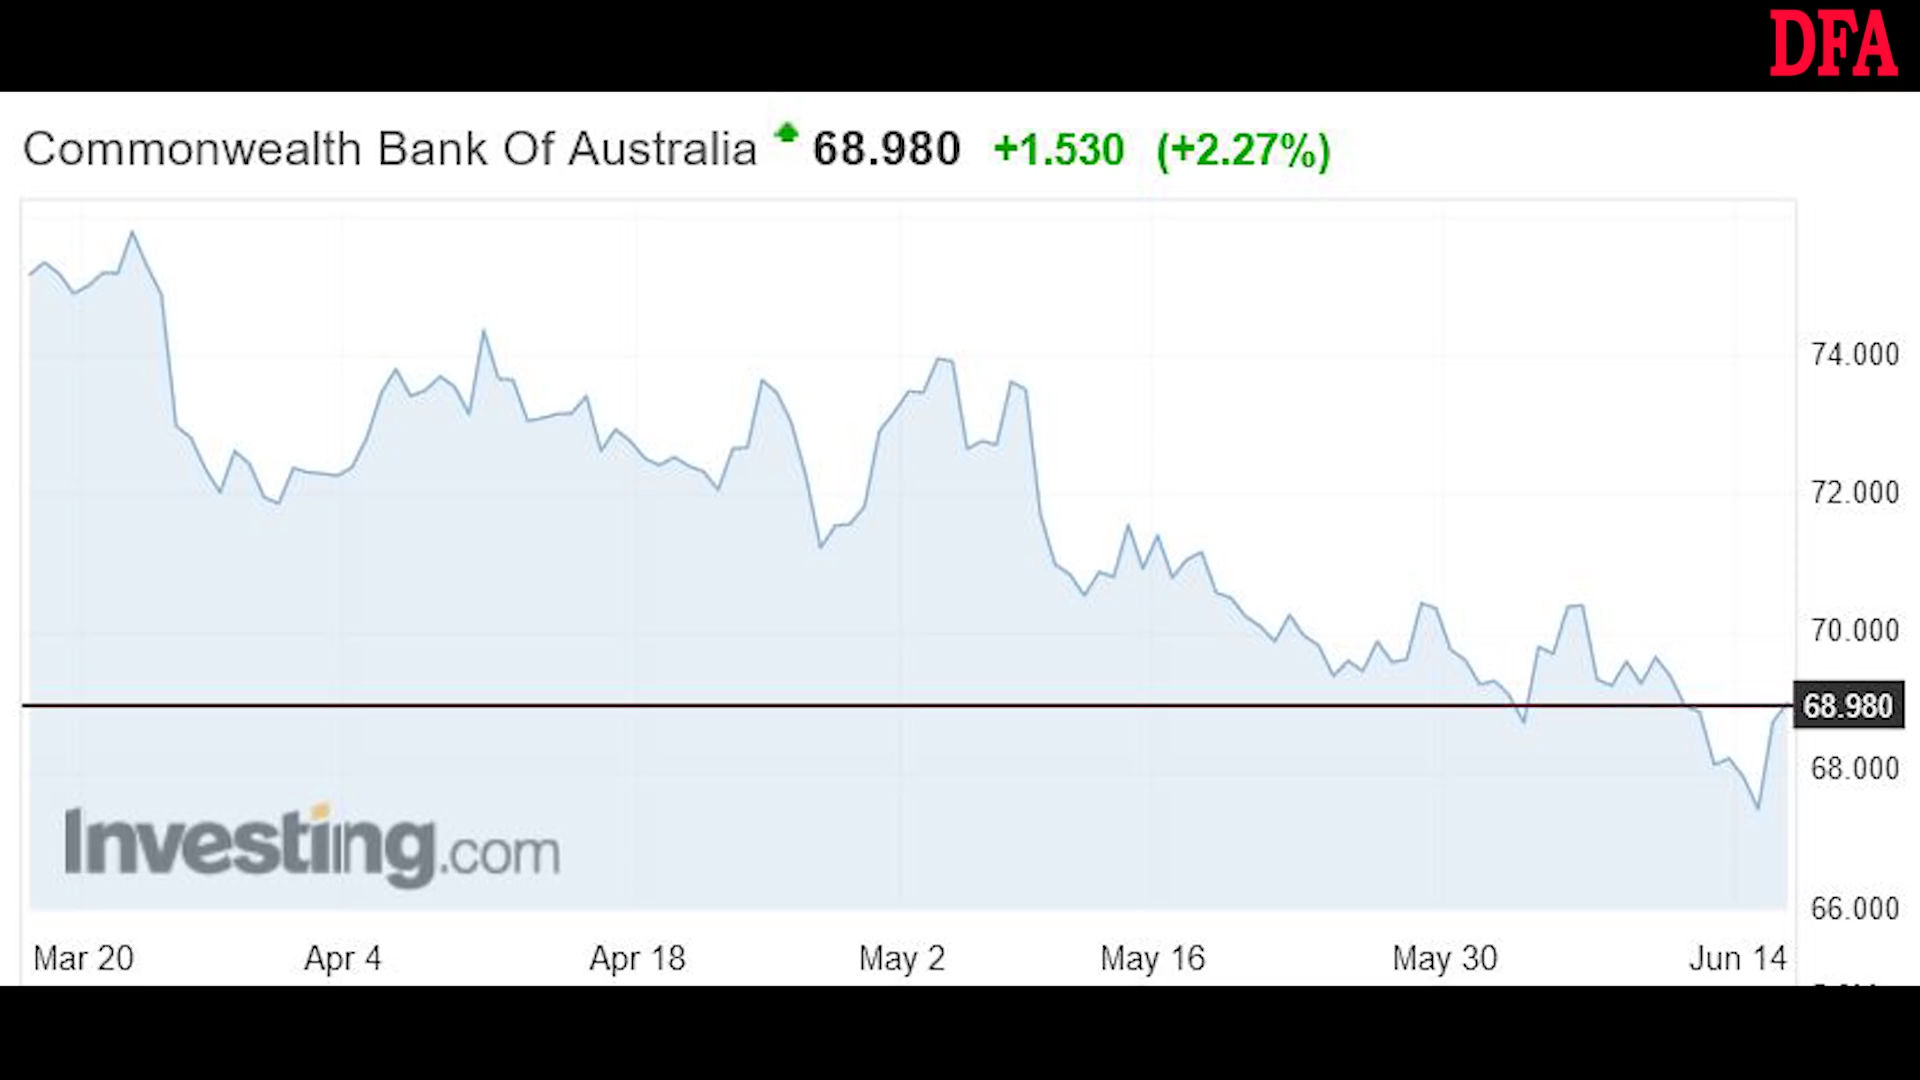 DFA
Commonwealth Bank Of Australia 68.980 +1.530 (+2.27%)
74.000
72.000
70.000
68.980
68.000
66.000
Investing.com
Mar 20 Apr 4 Apr 18 May 2 May 16 May 30 Jun 14